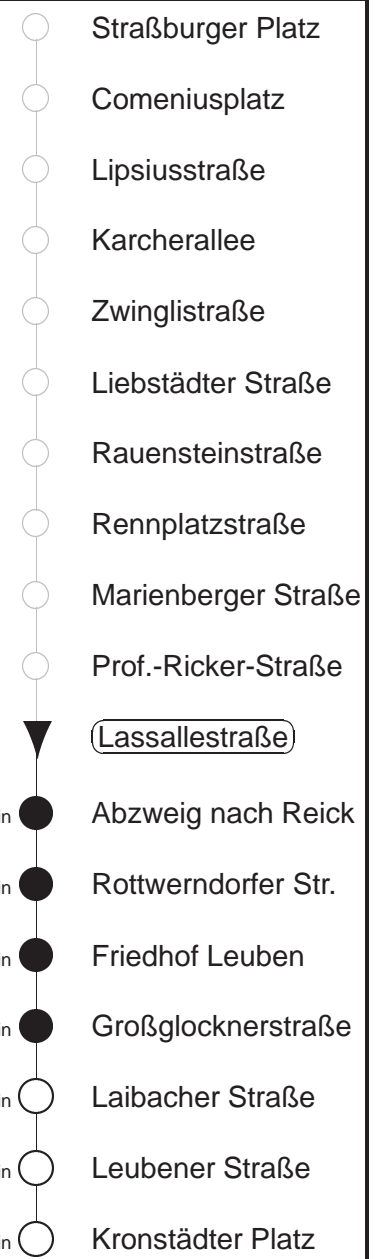 Straßburger Platz
Comeniusplatz
Lipsiusstraße
Karcherallee
Zwinglistraße
Liebstädter Straße
Rauensteinstraße
Rennplatzstraße
Marienberger Straße
Prof.-Ricker-Straße
Lassallestraße
Abzweig nach Reick
Rottwerndorfer Str.
Friedhof Leuben
Großglocknerstraße
Laibacher Straße
Leubener Straße
Kronstädter Platz